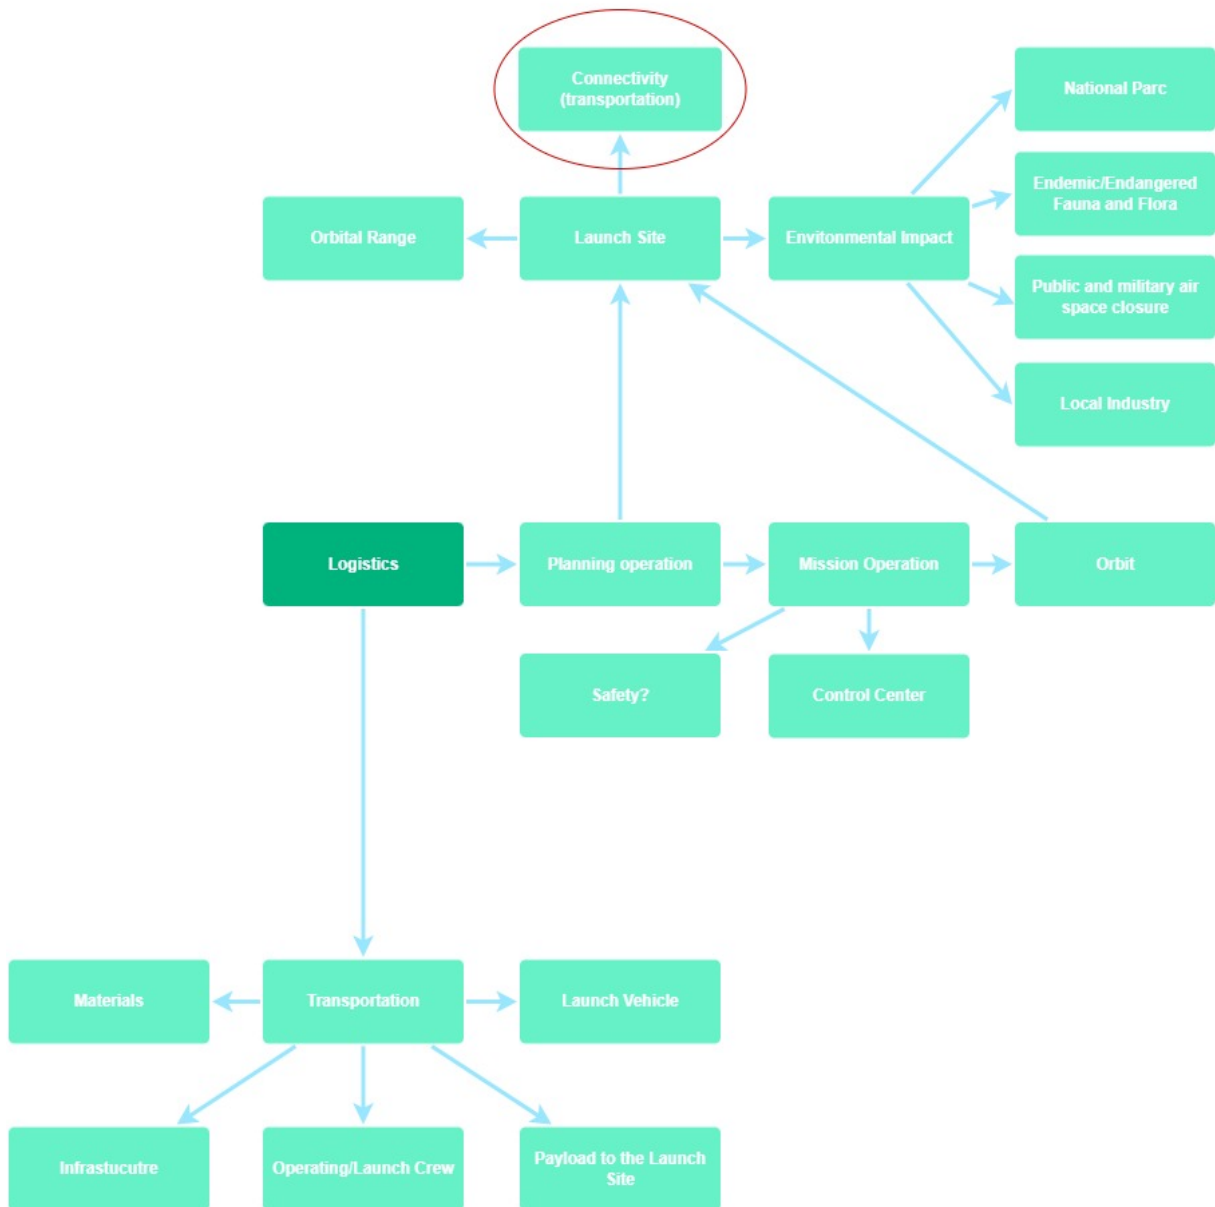 Connectivity
(transportation)
National Parc
Endemic/Endangered
Fauna and Flora
Orbital Range
Launch Site
Envitonmental Impact
Public and military air
space closure
Local Industry
Logistics
Planning operation
Mission Operation
Orbit
Safety?
Control Center
Materials
Transportation
Launch Vehicle
Infrastucutre
Operating/Launch Crew
Payload to the Launch
Site